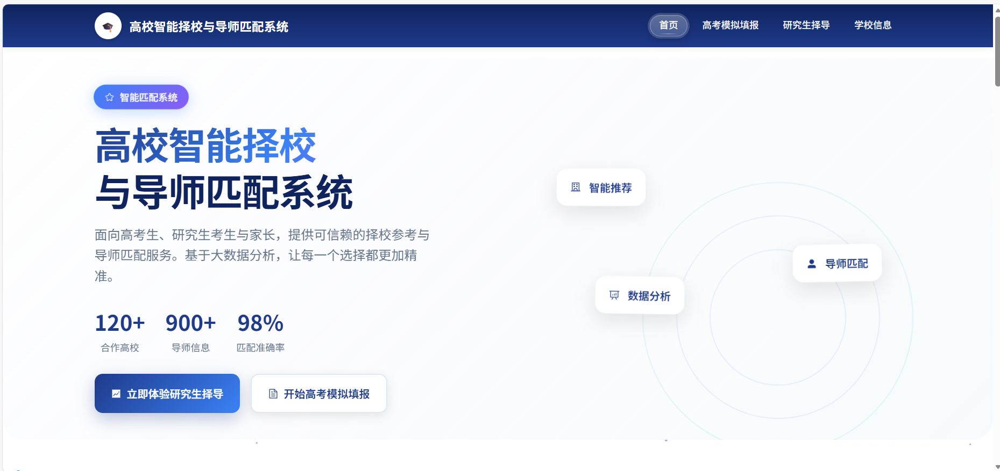 高校智能择校与导师匹配系统
首页
高考模拟填报
研究生择导
学校信息
智能匹配系统
高校智能择校
与导师匹配系统
面向高考生、研究生考生与家长，提供可信赖的择校参考与
导师匹配服务。基于大数据分析，让每一个选择都更加精
准。
120+
合作高校
900+
导师信息
98%
匹配准确率
立即体验研究生择导
开始高考模拟填报
智能推荐
导师匹配
数据分析